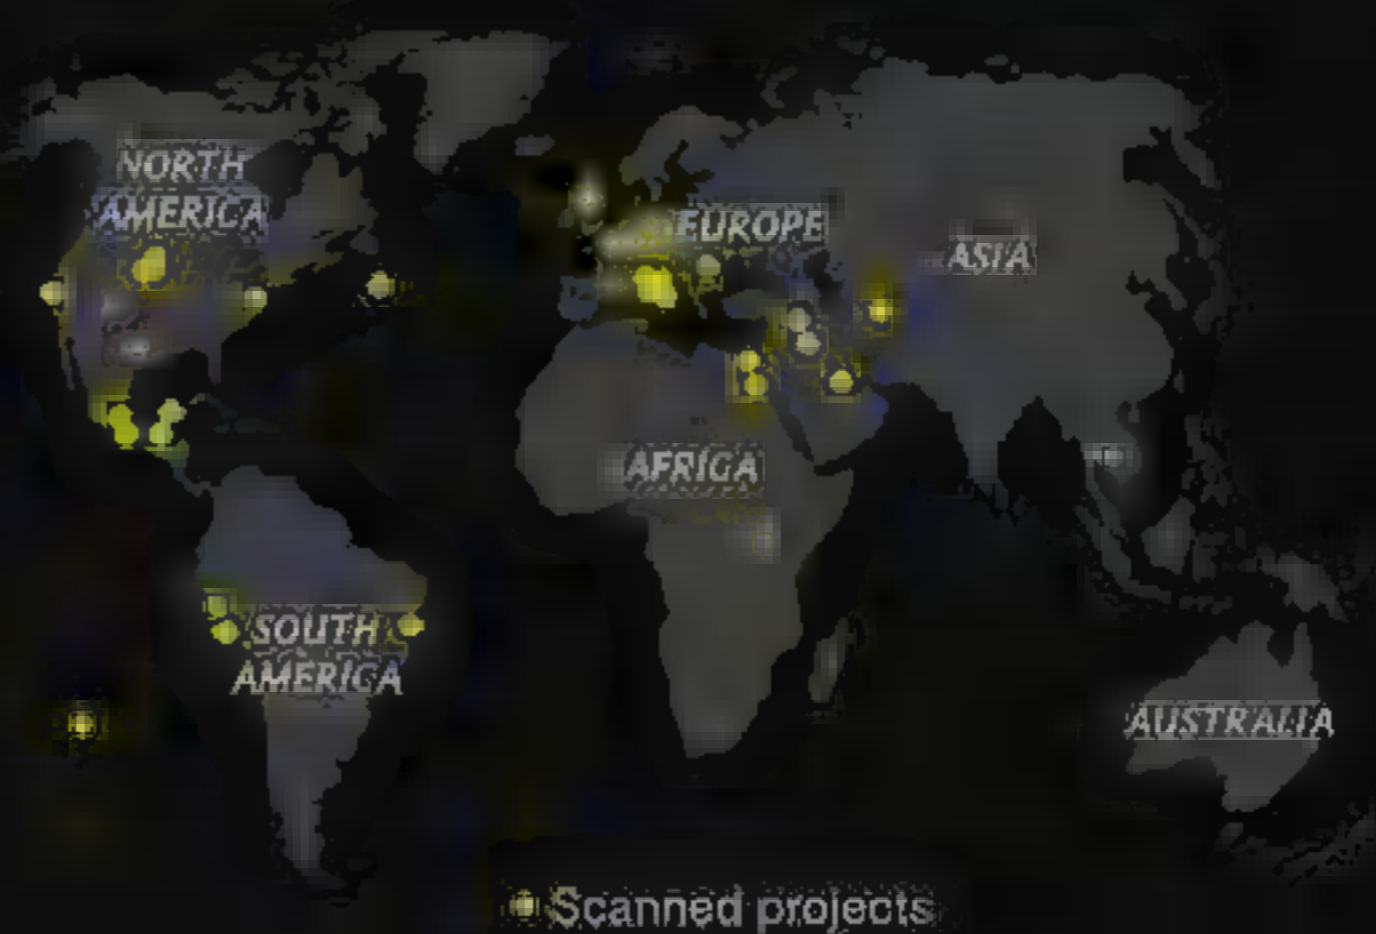 NORTH
AMERICA
EUROPE
ASIA
AFRICA
SOUTH
AMERICA
AUSTRALIA
Scanned projects